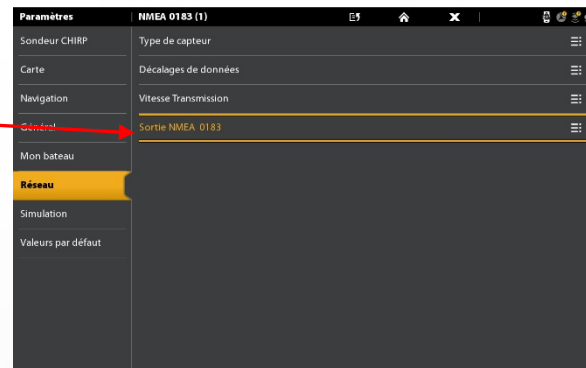 Paramètres NMEA 0183 (1)
Sondeur CHIRP Type de capteur
Carte Décalages de données
Navigation Vitesse Transmission
Général Sortie NMEA 0183
Mon bateau
Réseau
Simulation
Valeurs par défaut